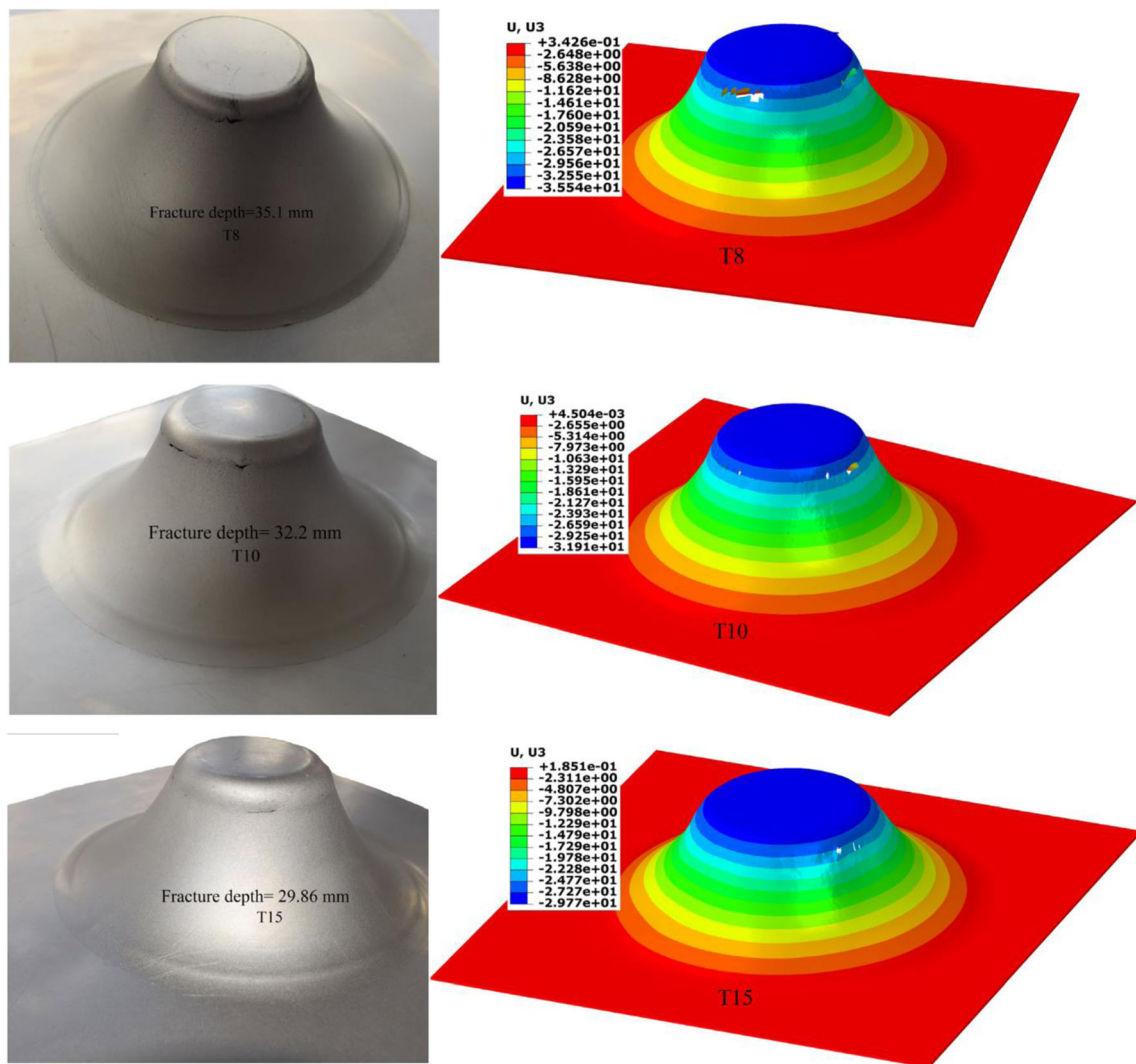 Fracture depth=35.1 mm
T8
U, U3
+3.426e-01
-2.648e+00
-5.638e+00
-8.628e+00
-1.162e+01
-1.461e+01
-1.760e+01
-2.059e+01
-2.358e+01
-2.657e+01
-2.956e+01
-3.255e+01
-3.554e+01
T8
Fracture depth= 32.2 mm
T10
U, U3
+4.504e-03
-2.655e+00
-5.314e+00
-7.973e+00
-1.063e+01
-1.329e+01
-1.595e+01
-1.861e+01
-2.127e+01
-2.393e+01
-2.659e+01
-2.925e+01
-3.191e+01
T10
Fracture depth= 29.86 mm
T15
U, U3
+1.851e-01
-2.311e+00
-4.807e+00
-7.302e+00
-9.798e+00
-1.229e+01
-1.479e+01
-1.729e+01
-1.978e+01
-2.228e+01
-2.477e+01
-2.727e+01
-2.977e+01
T15